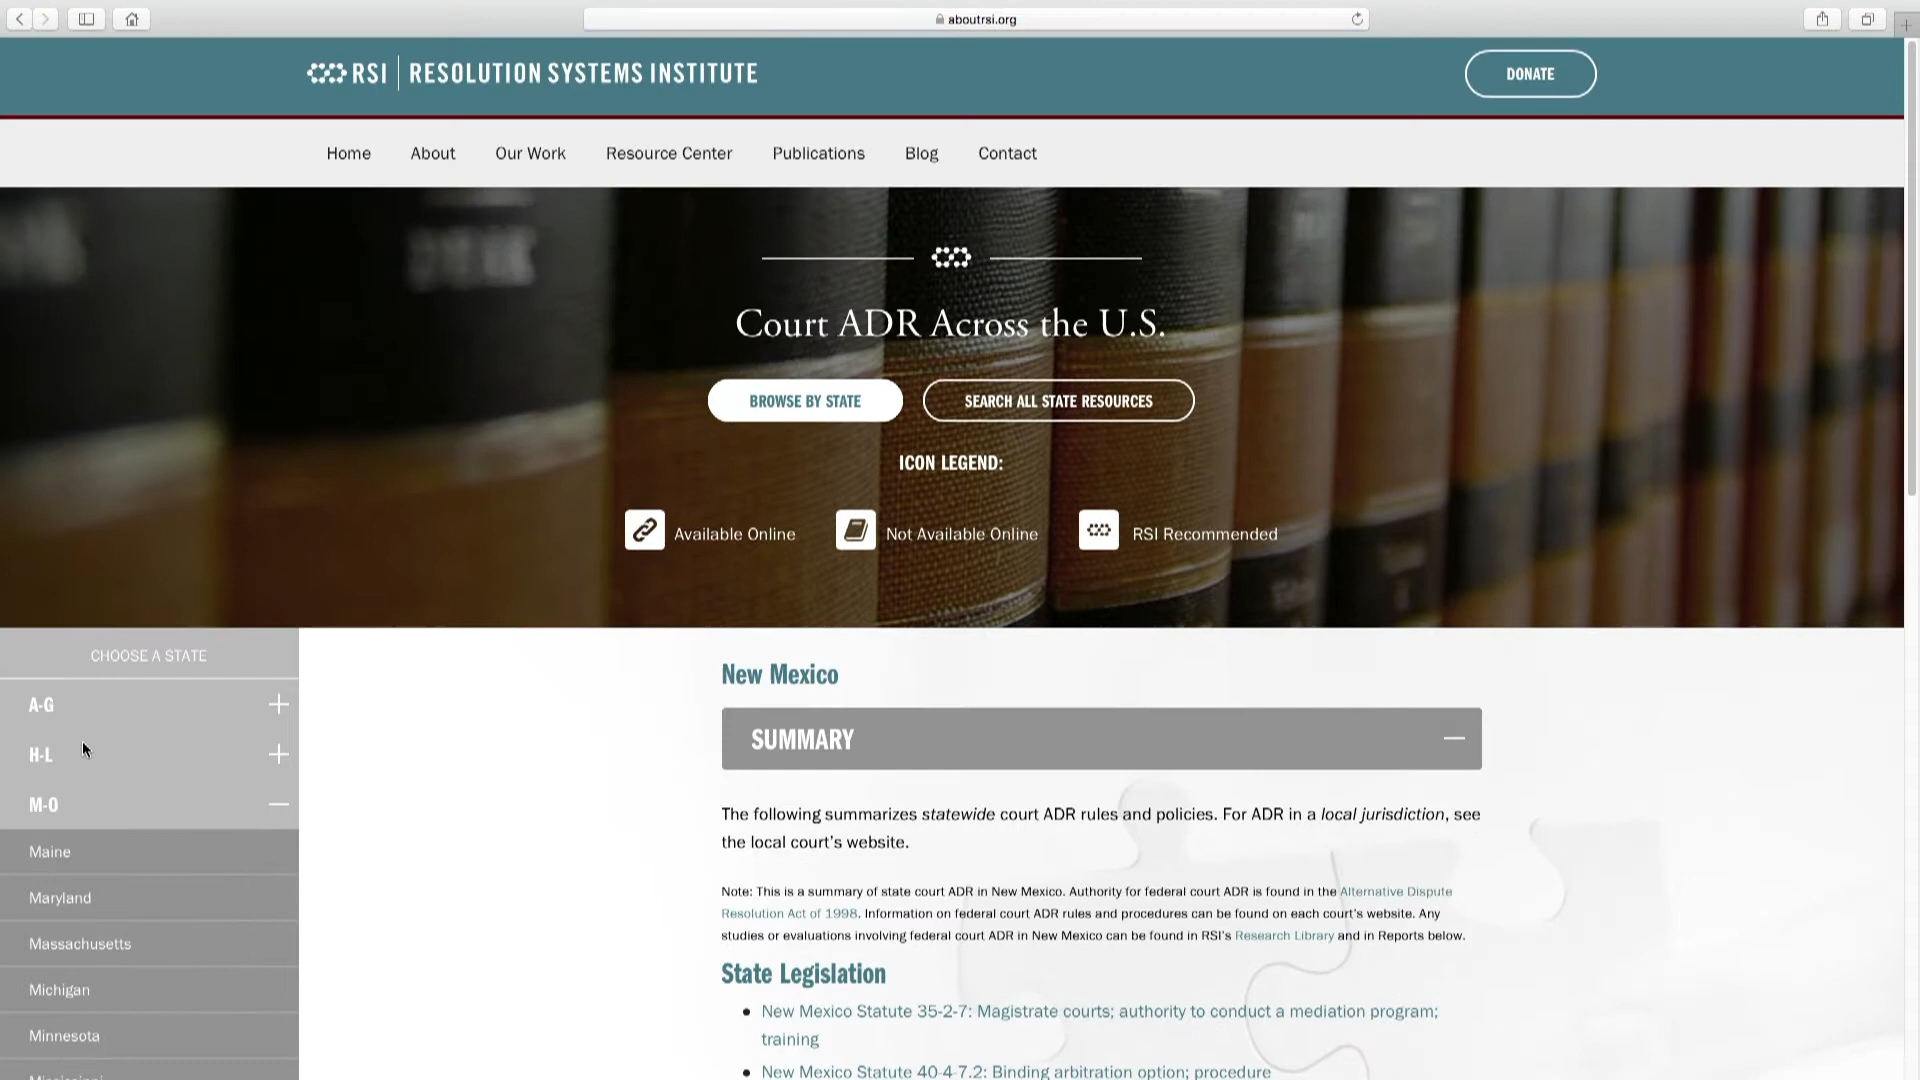 aboutrsi.org
RSI | RESOLUTION SYSTEMS INSTITUTE
DONATE
Home About Our Work Resource Center Publications Blog Contact
Court ADR Across the U.S.
BROWSE BY STATE SEARCH ALL STATE RESOURCES
ICON LEGEND:
Available Online Not Available Online RSI Recommended
CHOOSE A STATE
A-G
H-L
M-O
Maine
Maryland
Massachusetts
Michigan
Minnesota
New Mexico
SUMMARY
The following summarizes statewide court ADR rules and policies. For ADR in a local jurisdiction, see
the local court's website.
Note: This is a summary of state court ADR in New Mexico. Authority for federal court ADR is found in the Alternative Dispute
Resolution Act of 1998. Information on federal court ADR rules and procedures can be found on each court's website. Any
studies or evaluations involving federal court ADR in New Mexico can be found in RSI's Research Library and in Reports below.
State Legislation
• New Mexico Statute 35-2-7: Magistrate courts; authority to conduct a mediation program;
training
• New Mexico Statute 40-4-7.2: Binding arbitration option; procedure